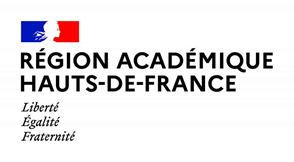 RÉGION ACADÉMIQUE
HAUTS-DE-FRANCE
Liberté
Égalité
Fraternité